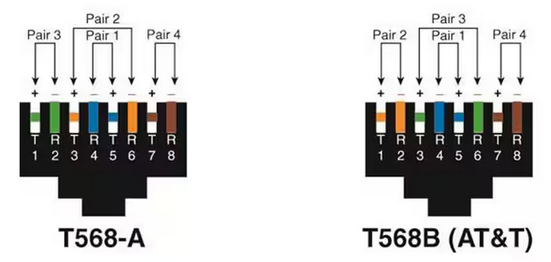 Pair 2
Pair 3 Pair 1 Pair 4
+ − + − + − + −
T R T R T R T R
1 2 3 4 5 6 7 8
T568-A
Pair 3
Pair 2 Pair 1 Pair 4
+ − + − + − + −
T R T R T R T R
1 2 3 4 5 6 7 8
T568B (AT&T)